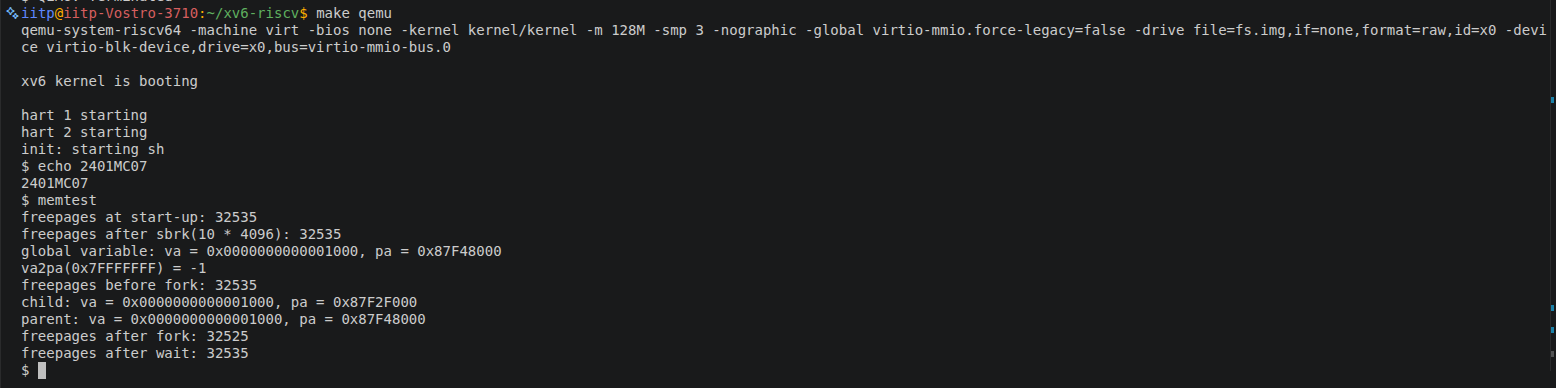 iitp@iitp-Vostro-3710:~/xv6-riscv$ make qemu
qemu-system-riscv64 -machine virt -bios none -kernel kernel/kernel -m 128M -smp 3 -nographic -global virtio-mmio.force-legacy=false -drive file=fs.img,if=none,format=raw,id=x0 -devi
ce virtio-blk-device,drive=x0,bus=virtio-mmio-bus.0
xv6 kernel is booting
hart 1 starting
hart 2 starting
init: starting sh
$ echo 2401MC07
2401MC07
$ memtest
freepages at start-up: 32535
freepages after sbrk(10 * 4096): 32535
global variable: va = 0x0000000000001000, pa = 0x87F48000
va2pa(0x7FFFFFFF) = -1
freepages before fork: 32535
child: va = 0x0000000000001000, pa = 0x87F2F000
parent: va = 0x0000000000001000, pa = 0x87F48000
freepages after fork: 32525
freepages after wait: 32535
$